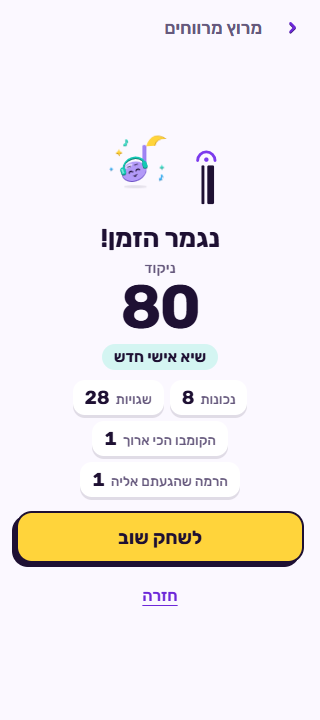 מרוץ מרווחים
נגמר הזמן!
ניקוד
80
שיא אישי חדש
נכונות 8
שגויות 28
הקומבו הכי ארוך 1
הרמה שהגעתם אליה 1
לשחק שוב
חזרה